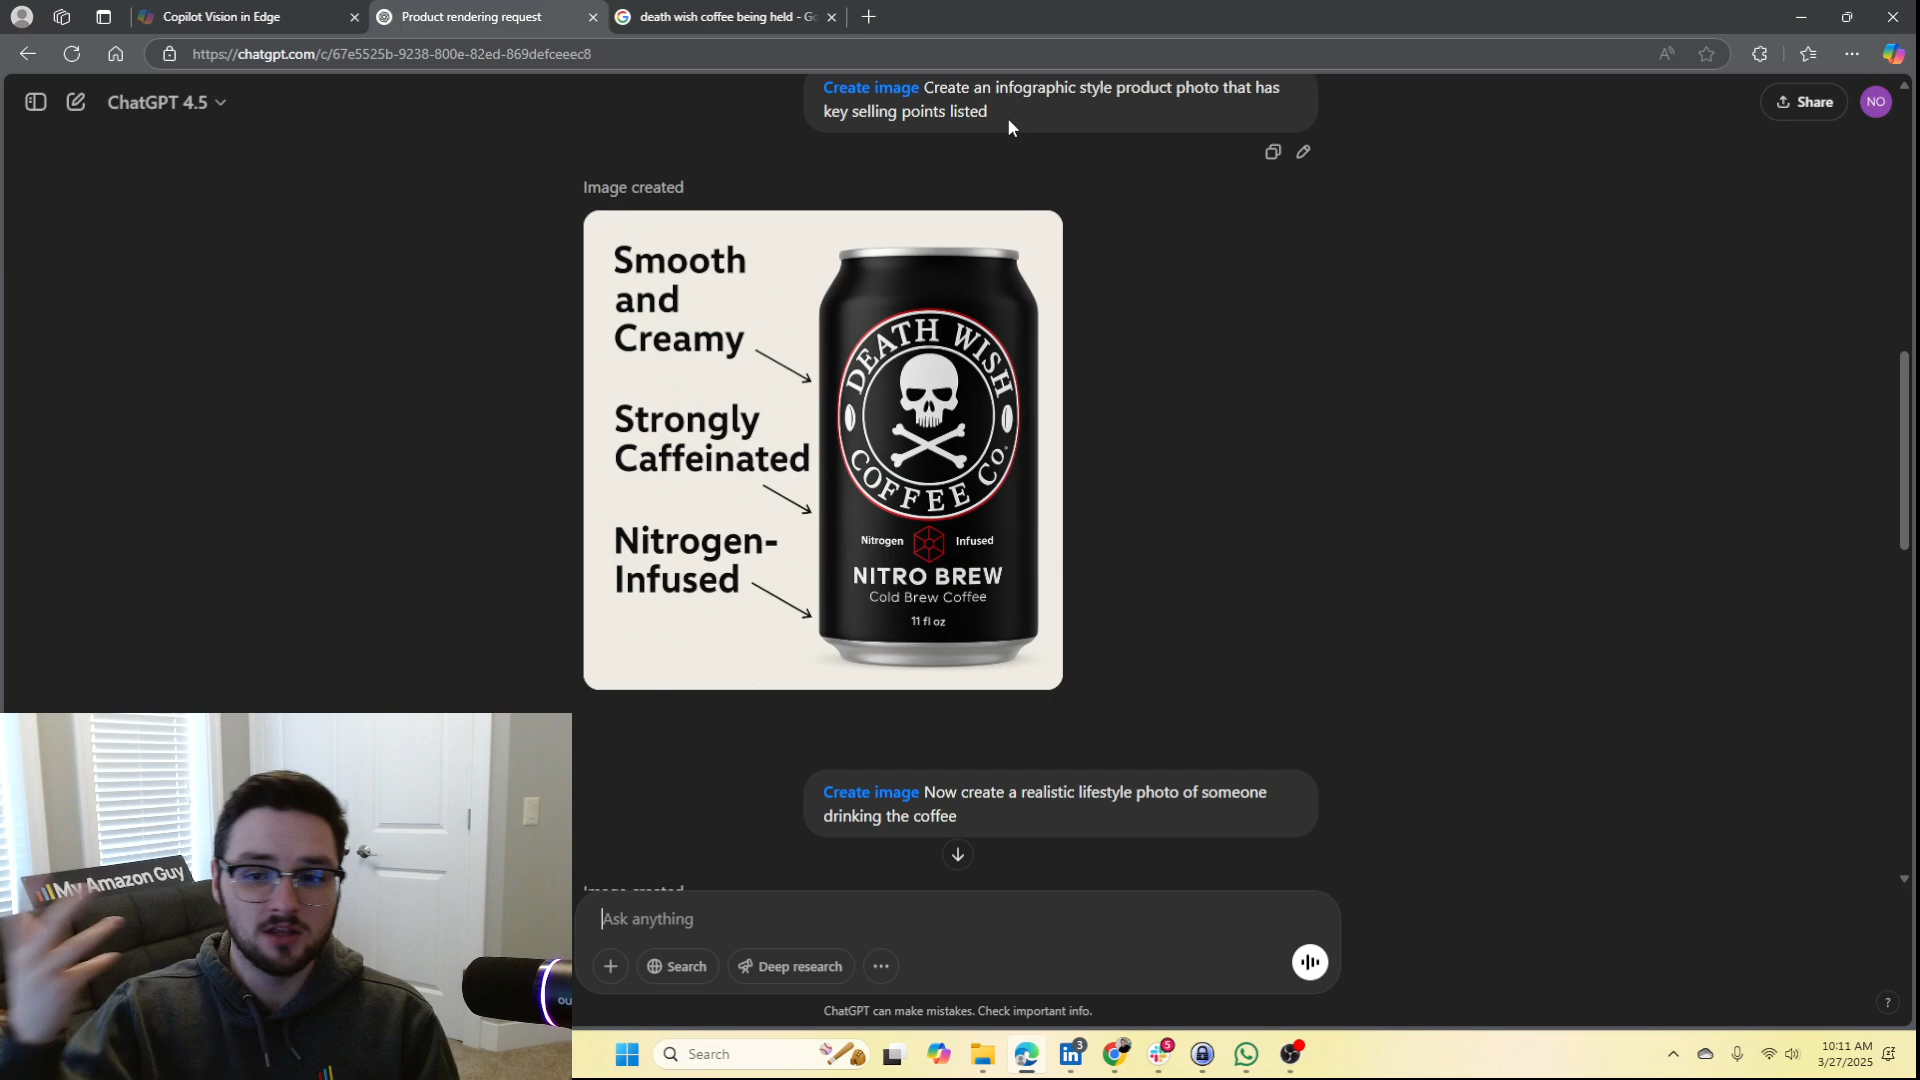 Copilot Vision in Edge
Product rendering request
death wish coffee being held - Go
https://chatgpt.com/c/67e5525b-9238-800e-82ed-869defceeec8
ChatGPT 4.5
Share
NO
Create image Create an infographic style product photo that has
key selling points listed
Image created
Smooth
and
Creamy
Strongly
Caffeinated
Nitrogen-
Infused
DEATH WISH
COFFEE CO.
Nitrogen Infused
NITRO BREW
Cold Brew Coffee
11 fl oz
Create image Now create a realistic lifestyle photo of someone
drinking the coffee
My Amazon Guy
Ask anything
Search
Deep research
ChatGPT can make mistakes. Check important info.
?
Search
3
5
10:11 AM
3/27/2025